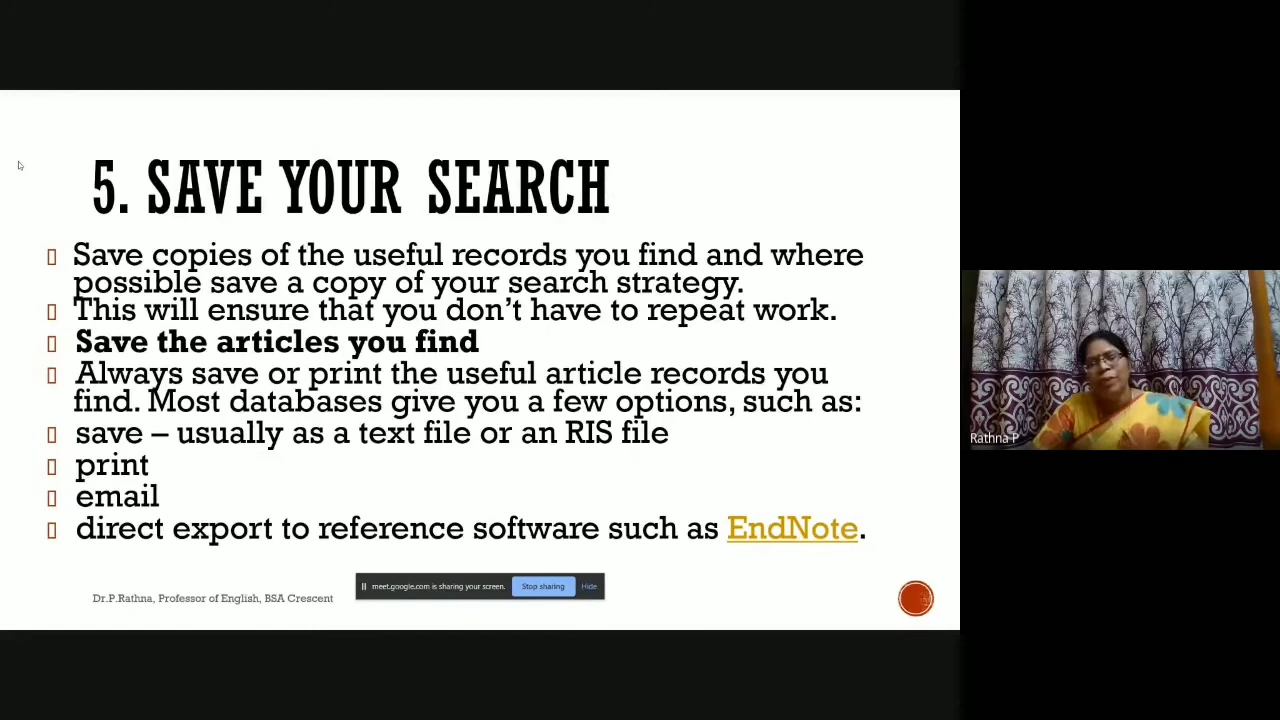 5. SAVE YOUR SEARCH
Save copies of the useful records you find and where
possible save a copy of your search strategy.
This will ensure that you don’t have to repeat work.
Save the articles you find
Always save or print the useful article records you
find. Most databases give you a few options, such as:
save – usually as a text file or an RIS file
print
email
direct export to reference software such as EndNote.
meet.google.com is sharing your screen. Stop sharing Hide
Dr.P.Rathna, Professor of English, BSA Crescent
Rathna P